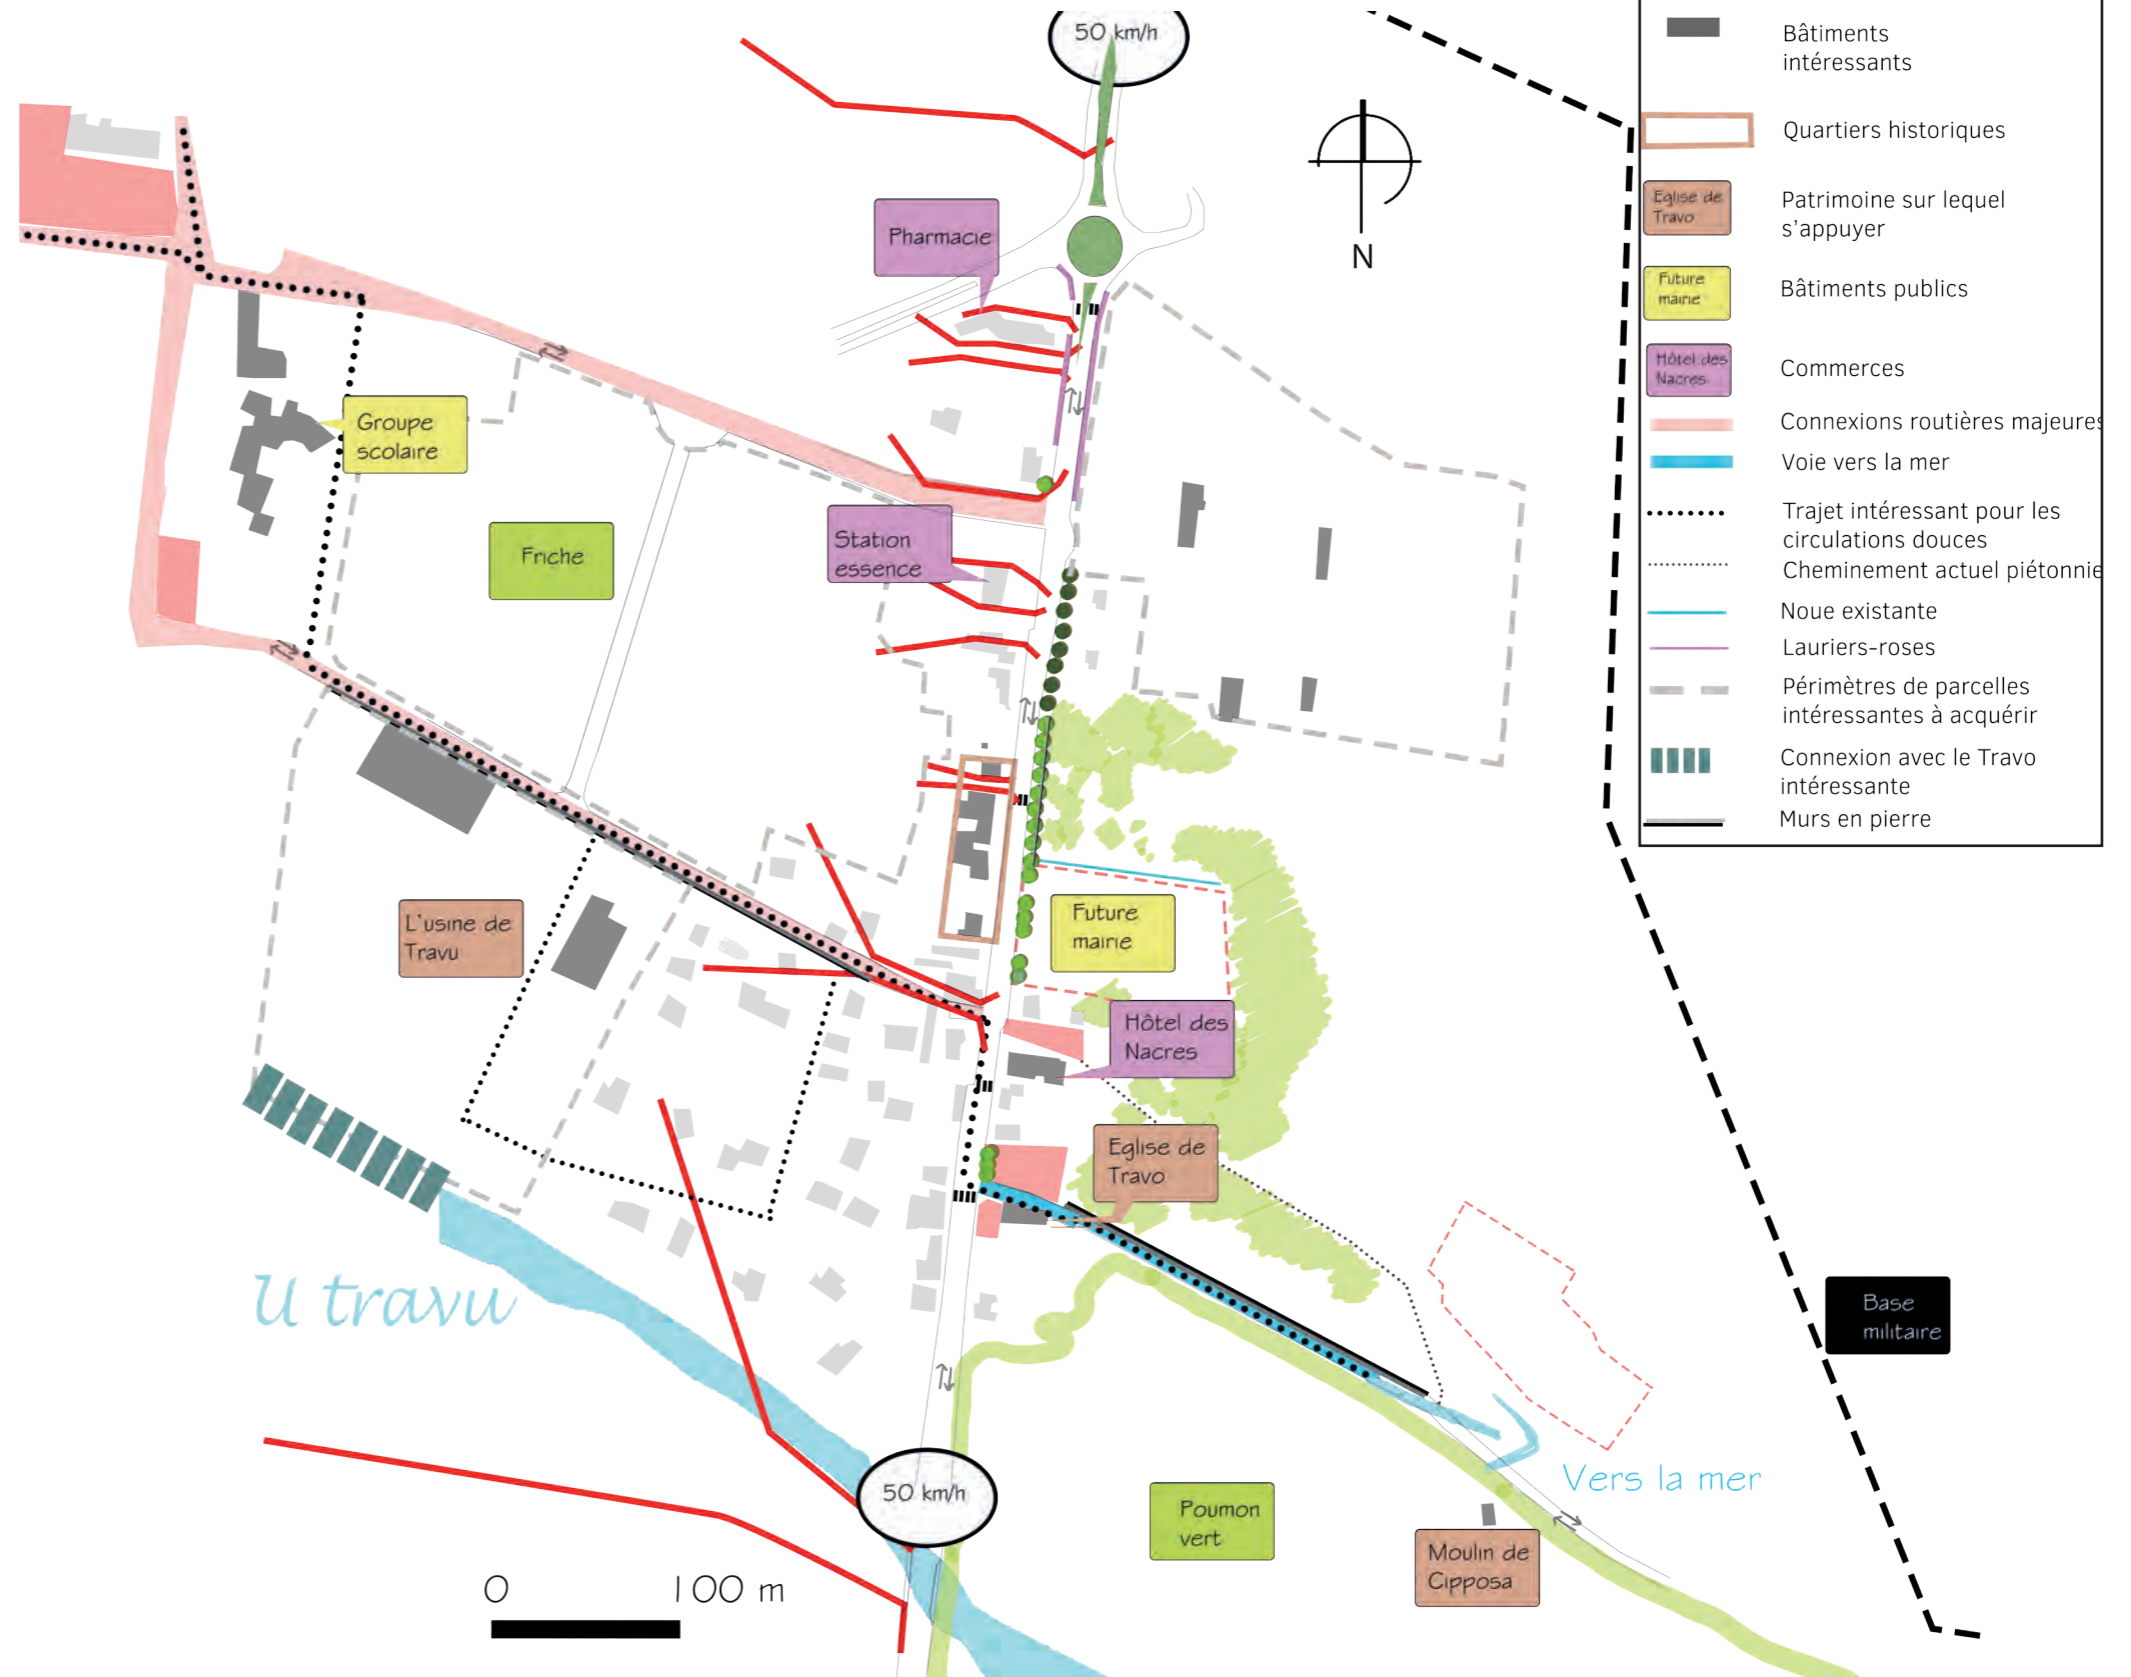 50 km/h
N
Pharmacie
Groupe
scolaire
Friche
Station
essence
L'usine de
Travu
Future
mairie
Hôtel des
Nacres
Eglise de
Travo
U travu
50 km/h
Vers la mer
Poumon
vert
Moulin de
Cipposa
Base
militaire
0 100 m
Bâtiments
intéressants
Quartiers historiques
Eglise de
Travo
Patrimoine sur lequel
s'appuyer
Future
mairie
Bâtiments publics
Hôtel des
Nacres
Commerces
Connexions routières majeures
Voie vers la mer
Trajet intéressant pour les
circulations douces
Cheminement actuel piétonnie
Noue existante
Lauriers-roses
Périmètres de parcelles
intéressantes à acquérir
Connexion avec le Travo
intéressante
Murs en pierre